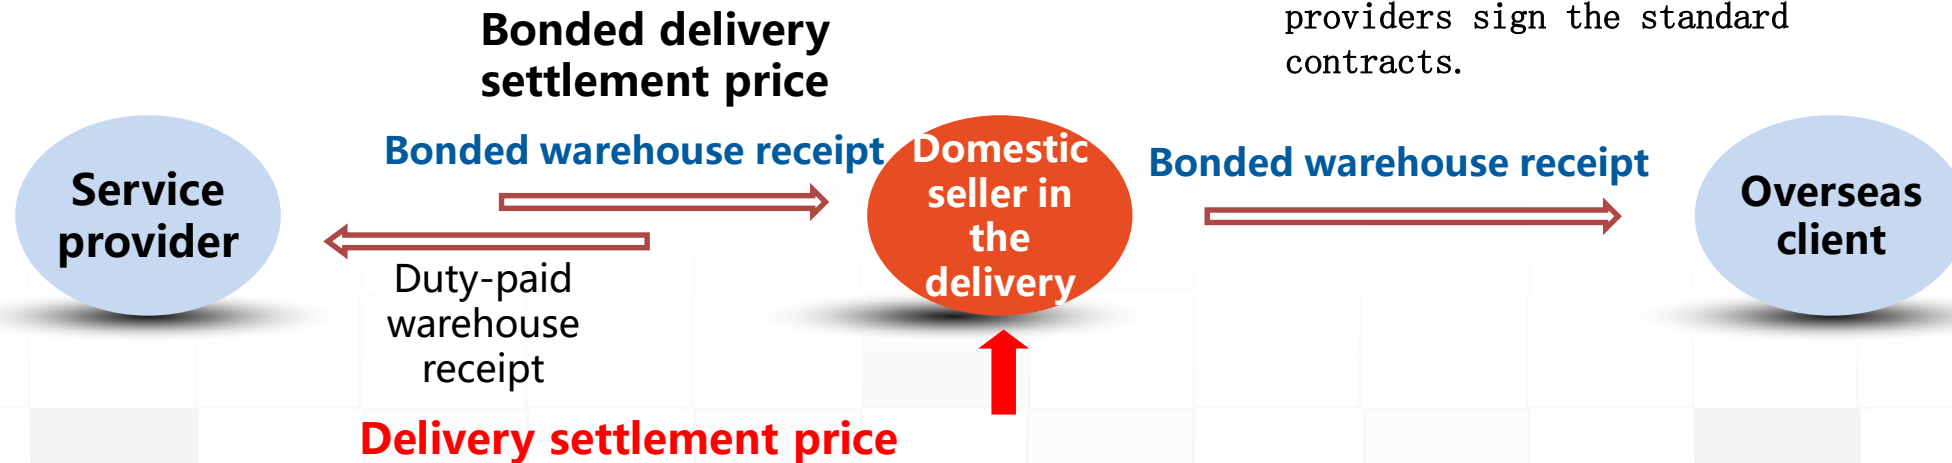 providers sign the standard
contracts.
Bonded delivery
settlement price
Bonded warehouse receipt
Bonded warehouse receipt
Service
provider
Domestic
seller in
the
delivery
Overseas
client
Duty-paid
warehouse
receipt
Delivery settlement price